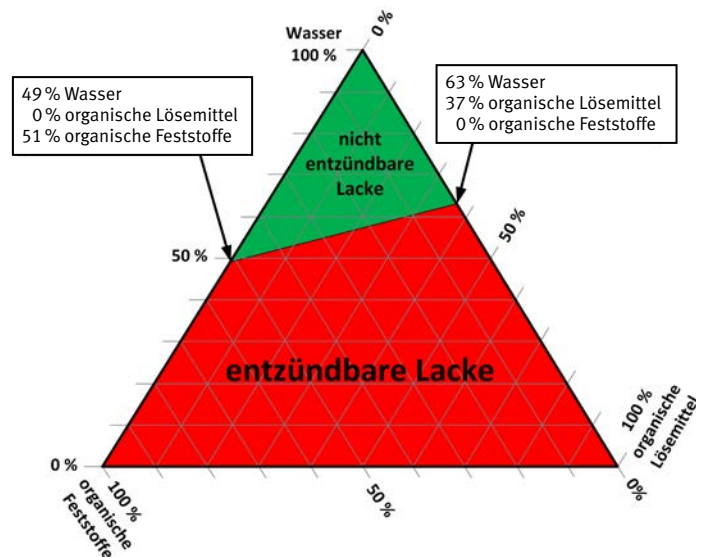 Wasser
100 %
0 %
49 % Wasser
0 % organische Lösemittel
51 % organische Feststoffe
63 % Wasser
37 % organische Lösemittel
0 % organische Feststoffe
nicht
entzündbare
Lacke
50 %
50 %
entzündbare Lacke
0 %
100 %
organische
Feststoffe
50 %
100 %
organische
Lösemittel
0%